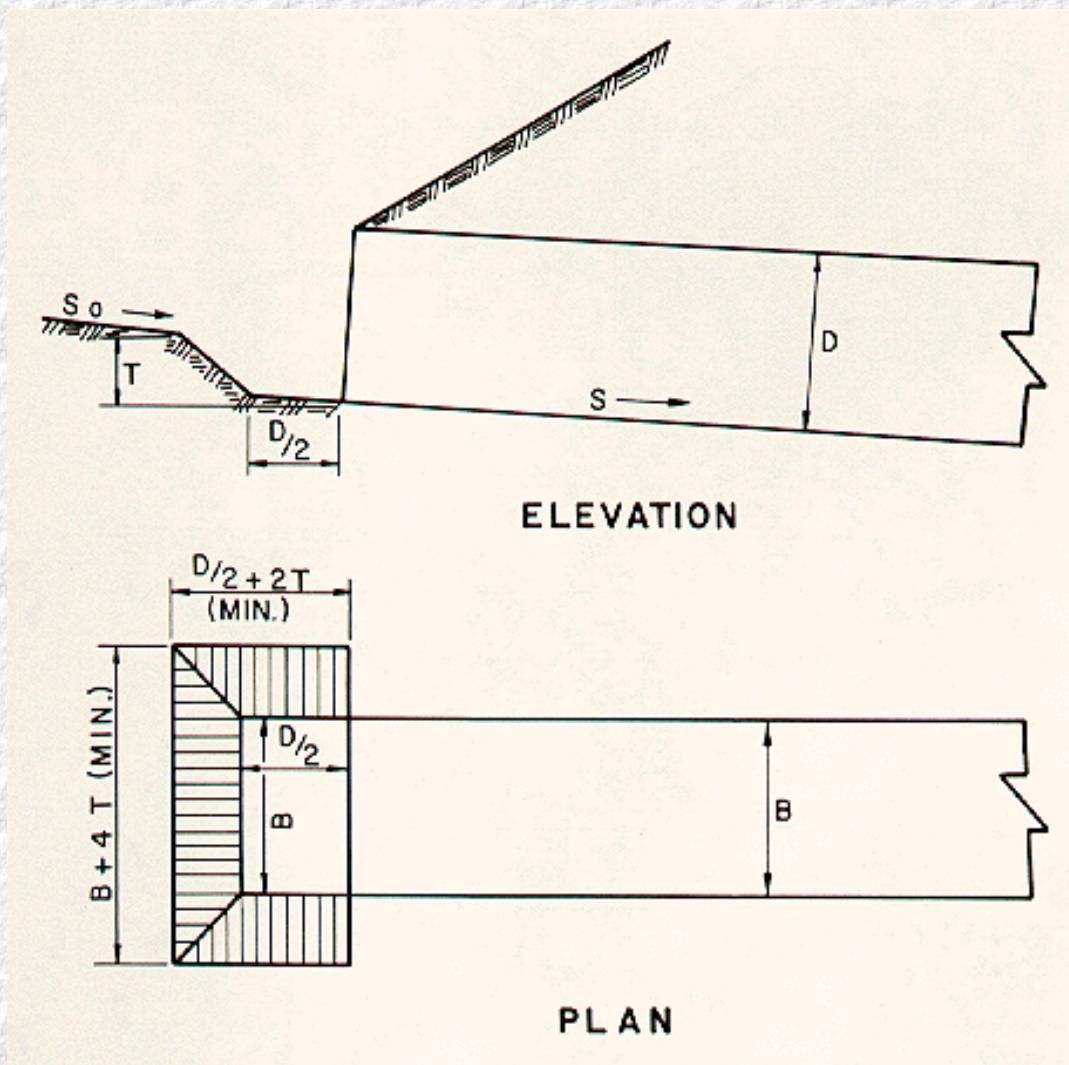 So
T
D/2
S
D
ELEVATION
D/2 + 2T
(MIN.)
B + 4 T (MIN.)
D/2
B
B
PLAN